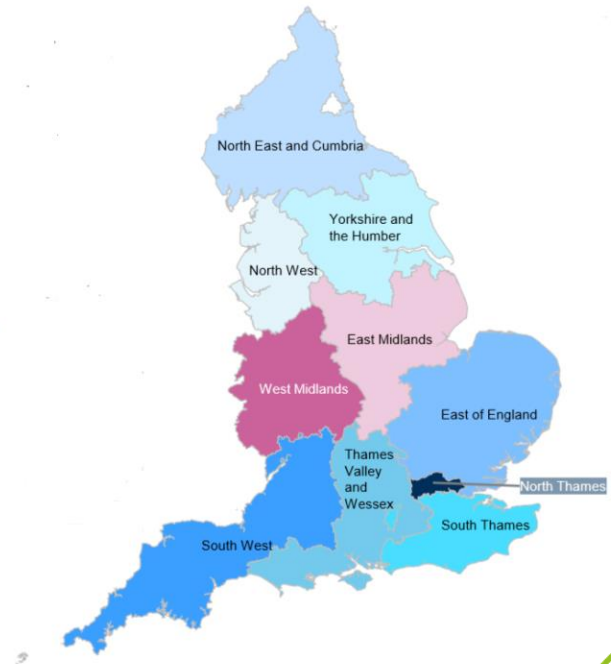 North East and Cumbria
Yorkshire and
the Humber
North West
East Midlands
West Midlands
East of England
Thames
Valley
and
Wessex
North Thames
South Thames
South West